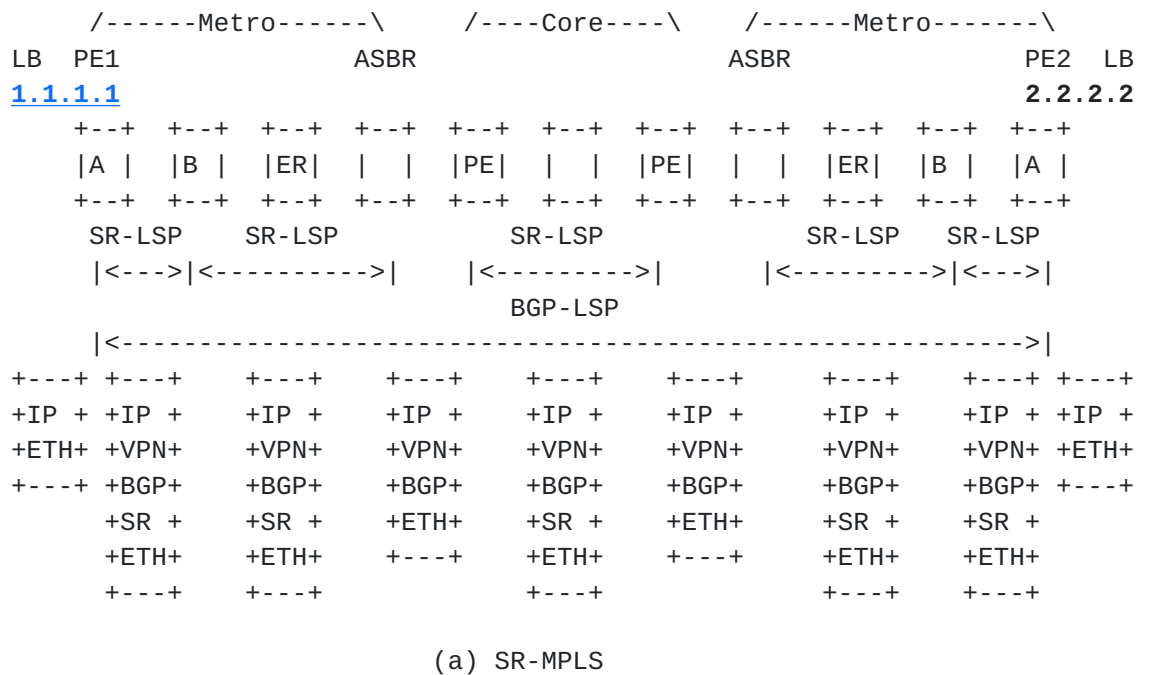 /------Metro------\     /----Core----\    /------Metro-------\
LB  PE1               ASBR                    ASBR               PE2  LB
1.1.1.1                                                          2.2.2.2
    +--+  +--+  +--+  +--+  +--+  +--+  +--+  +--+  +--+  +--+  +--+
    |A |  |B |  |ER|  |  |  |PE|  |  |  |PE|  |  |  |ER|  |B |  |A |
    +--+  +--+  +--+  +--+  +--+  +--+  +--+  +--+  +--+  +--+  +--+
     SR-LSP    SR-LSP           SR-LSP             SR-LSP   SR-LSP
     |<--->|<---------->|    |<--------->|      |<--------->|<--->|
                                BGP-LSP
     |<---------------------------------------------------------->|
+---+ +---+    +---+    +---+    +---+    +---+     +---+    +---+ +---+
+IP + +IP +    +IP +    +IP +    +IP +    +IP +     +IP +    +IP + +IP +
+ETH+ +VPN+    +VPN+    +VPN+    +VPN+    +VPN+     +VPN+    +VPN+ +ETH+
+---+ +BGP+    +BGP+    +BGP+    +BGP+    +BGP+     +BGP+    +BGP+ +---+
      +SR +    +SR +    +ETH+    +SR +    +ETH+     +SR +    +SR +
      +ETH+    +ETH+    +---+    +ETH+    +---+     +ETH+    +ETH+
      +---+    +---+             +---+              +---+    +---+
                           (a) SR-MPLS